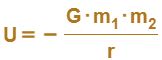 U = − G·m₁·m₂ / r